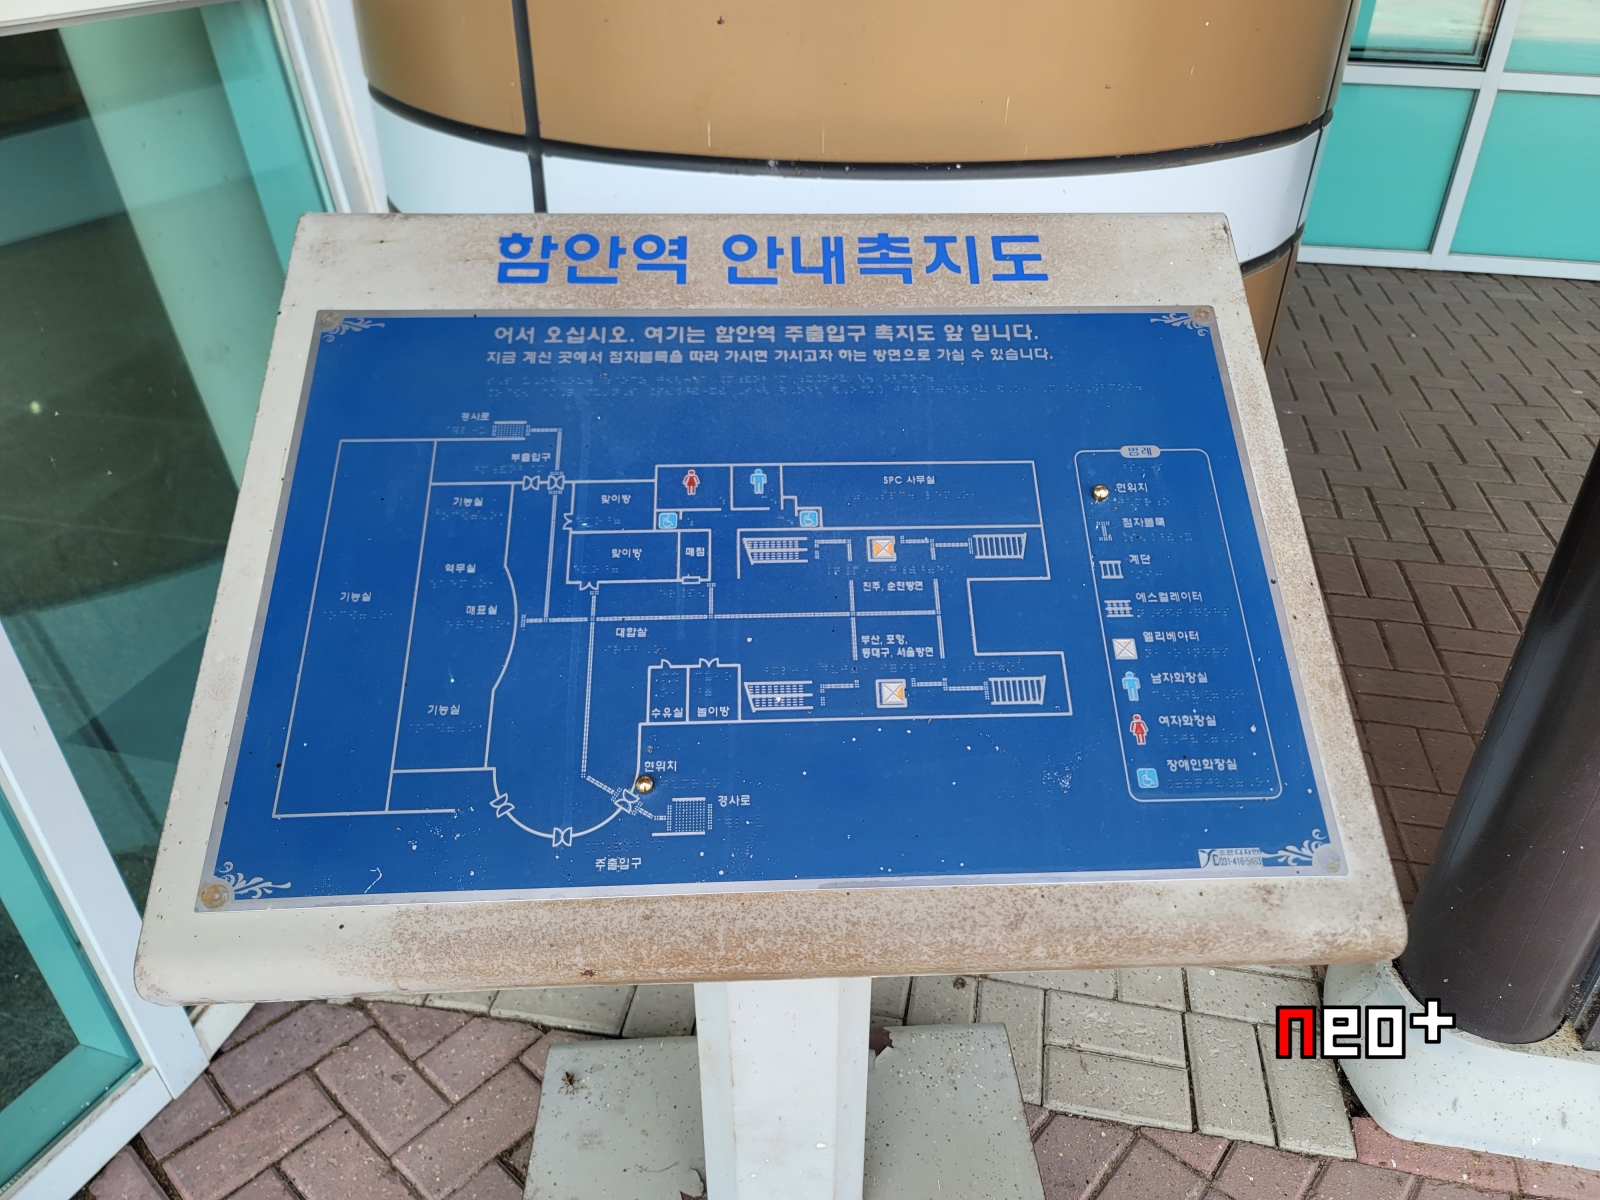 함안역 안내촉지도
어서 오십시오. 여기는 함안역 주출입구 촉지도 앞 입니다.
지금 계신 곳에서 점자블록을 따라 가시면 가시고자 하는 방면으로 가실 수 있습니다.
경사로
부출입구
기능실
맞이방
SPC 사무실
범례
현위치
점자블록
계단
에스컬레이터
엘리베이터
남자화장실
여자화장실
장애인화장실
맞이방
매점
역무실
기능실
매표실
진주, 순천방면
대합실
부산, 포항,
동대구, 서울방면
기능실
수유실
놀이방
현위치
경사로
주출입구
neo+